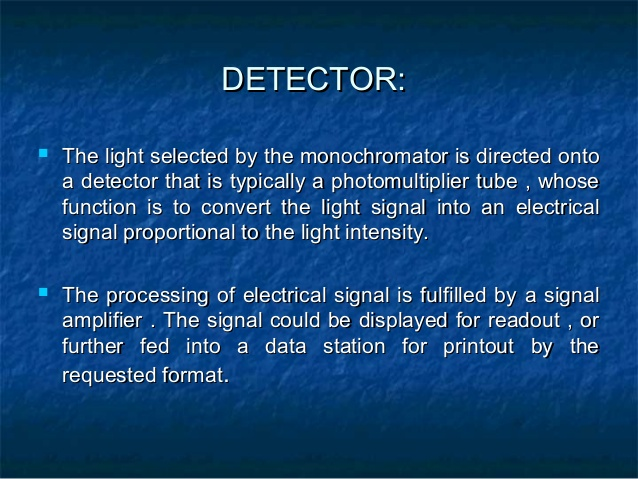 DETECTOR:
The light selected by the monochromator is directed onto
a detector that is typically a photomultiplier tube , whose
function is to convert the light signal into an electrical
signal proportional to the light intensity.
The processing of electrical signal is fulfilled by a signal
amplifier . The signal could be displayed for readout , or
further fed into a data station for printout by the
requested format.